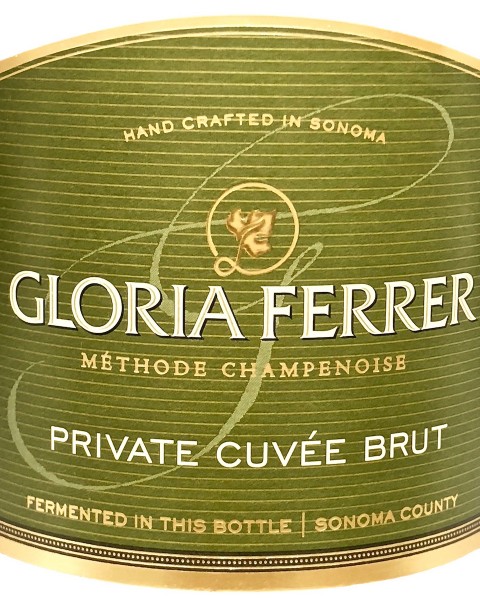 HAND CRAFTED IN SONOMA
GLORIA FERRER
MÉTHODE CHAMPENOISE
PRIVATE CUVÉE BRUT
FERMENTED IN THIS BOTTLE | SONOMA COUNTY